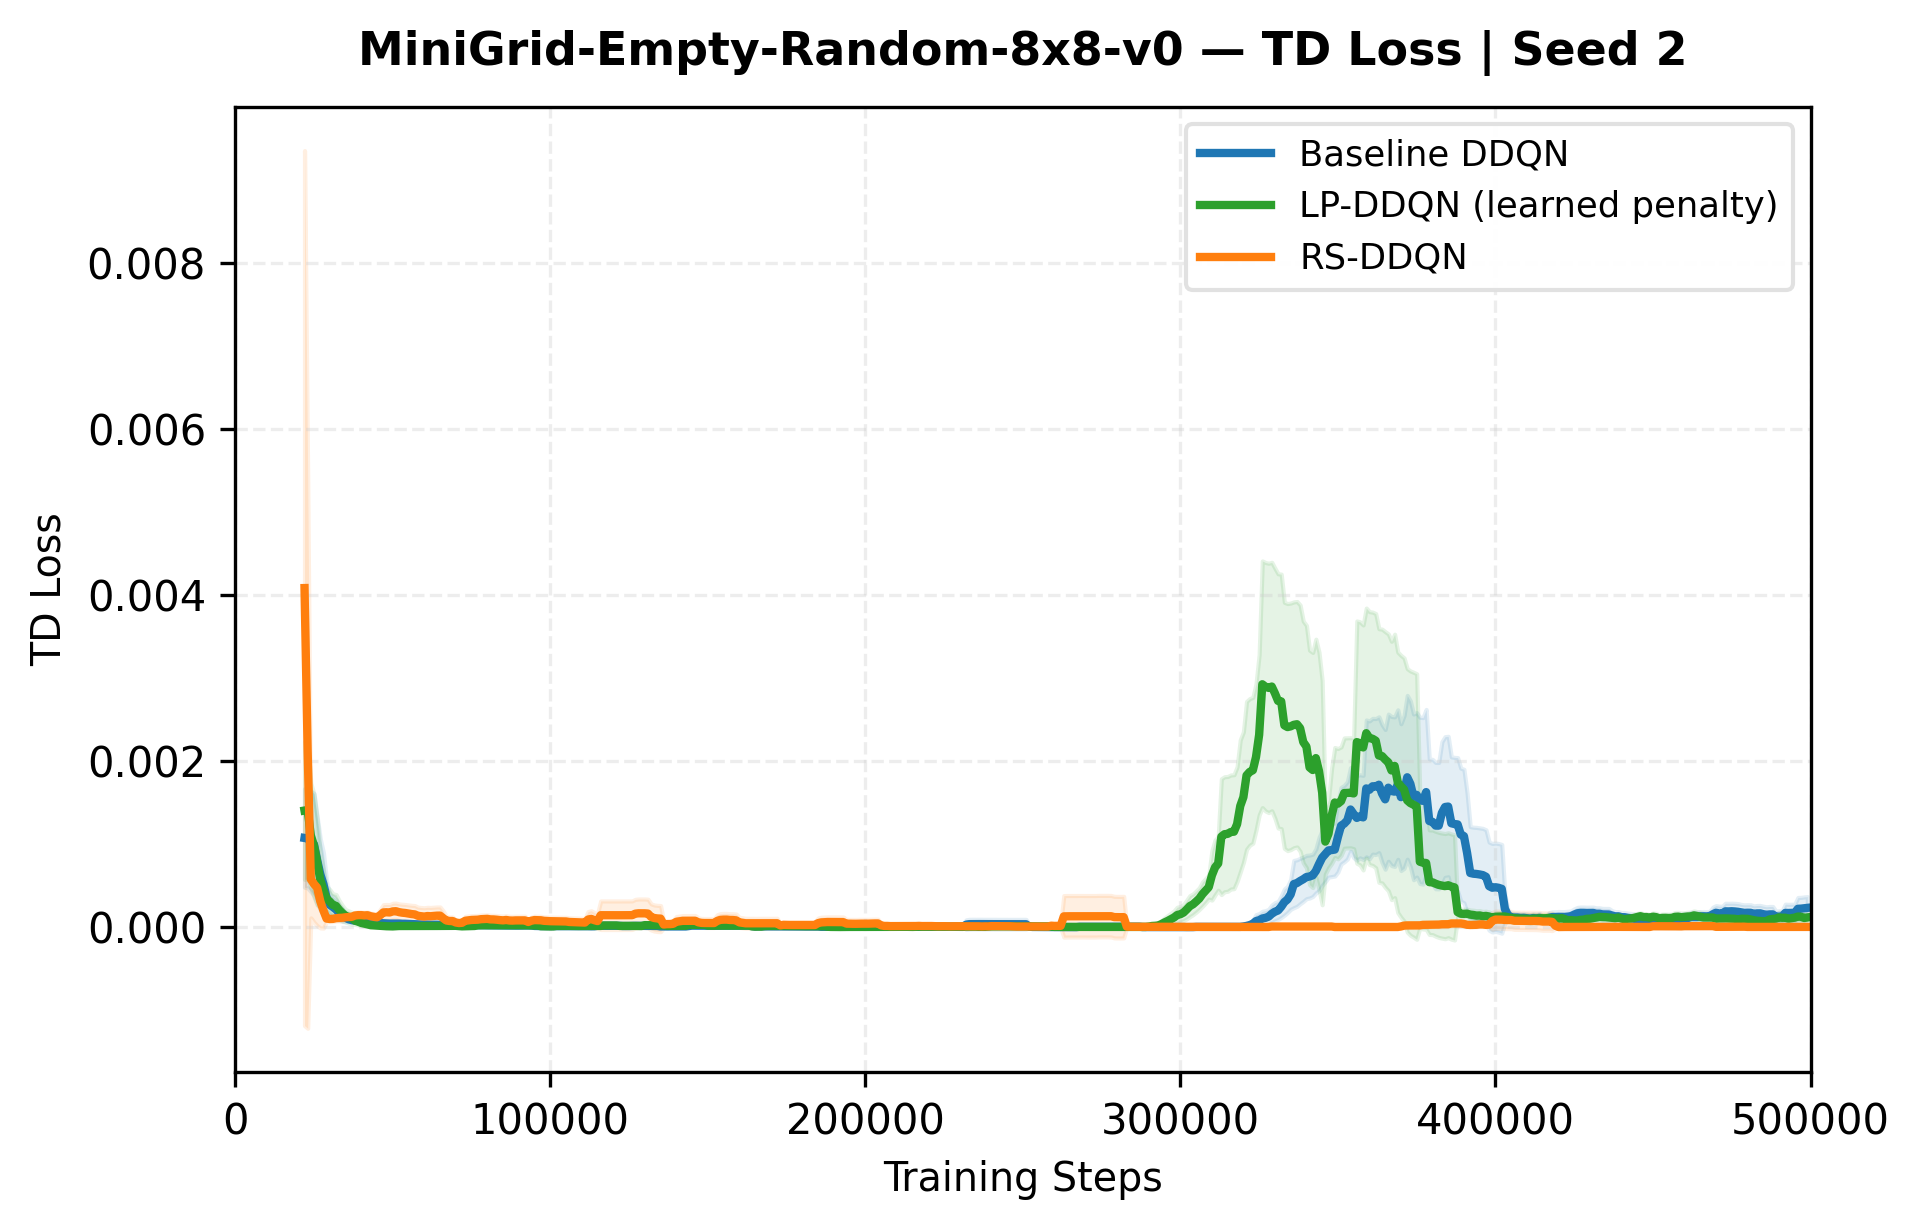 MiniGrid-Empty-Random-8x8-v0 — TD Loss | Seed 2
Baseline DDQN
LP-DDQN (learned penalty)
RS-DDQN
TD Loss
0.008
0.006
0.004
0.002
0.000
0
100000
200000
300000
400000
500000
Training Steps